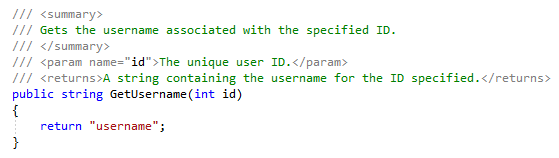 /// <summary>
/// Gets the username associated with the specified ID.
/// </summary>
/// <param name="id">The unique user ID.</param>
/// <returns>A string containing the username for the ID specified.</returns>
public string GetUsername(int id)
{
    return "username";
}